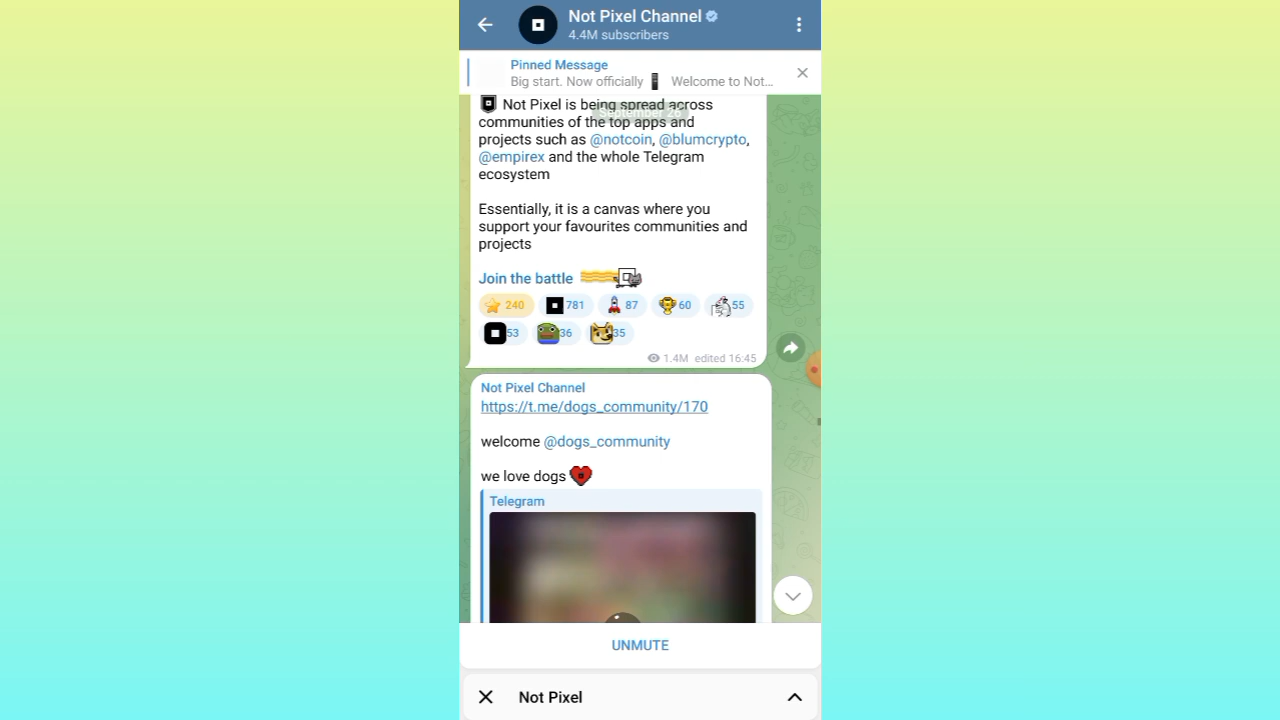 Not Pixel Channel
4.4M subscribers
Pinned Message
Big start. Now officially Welcome to Not...
Not Pixel is being spread across
September 26
communities of the top apps and
projects such as @notcoin, @blumcrypto,
@empirex and the whole Telegram
ecosystem
Essentially, it is a canvas where you
support your favourites communities and
projects
Join the battle
240 781 87 60 55
53 36 35
1.4M edited 16:45
Not Pixel Channel
https://t.me/dogs_community/170
welcome @dogs_community
we love dogs
Telegram
UNMUTE
Not Pixel